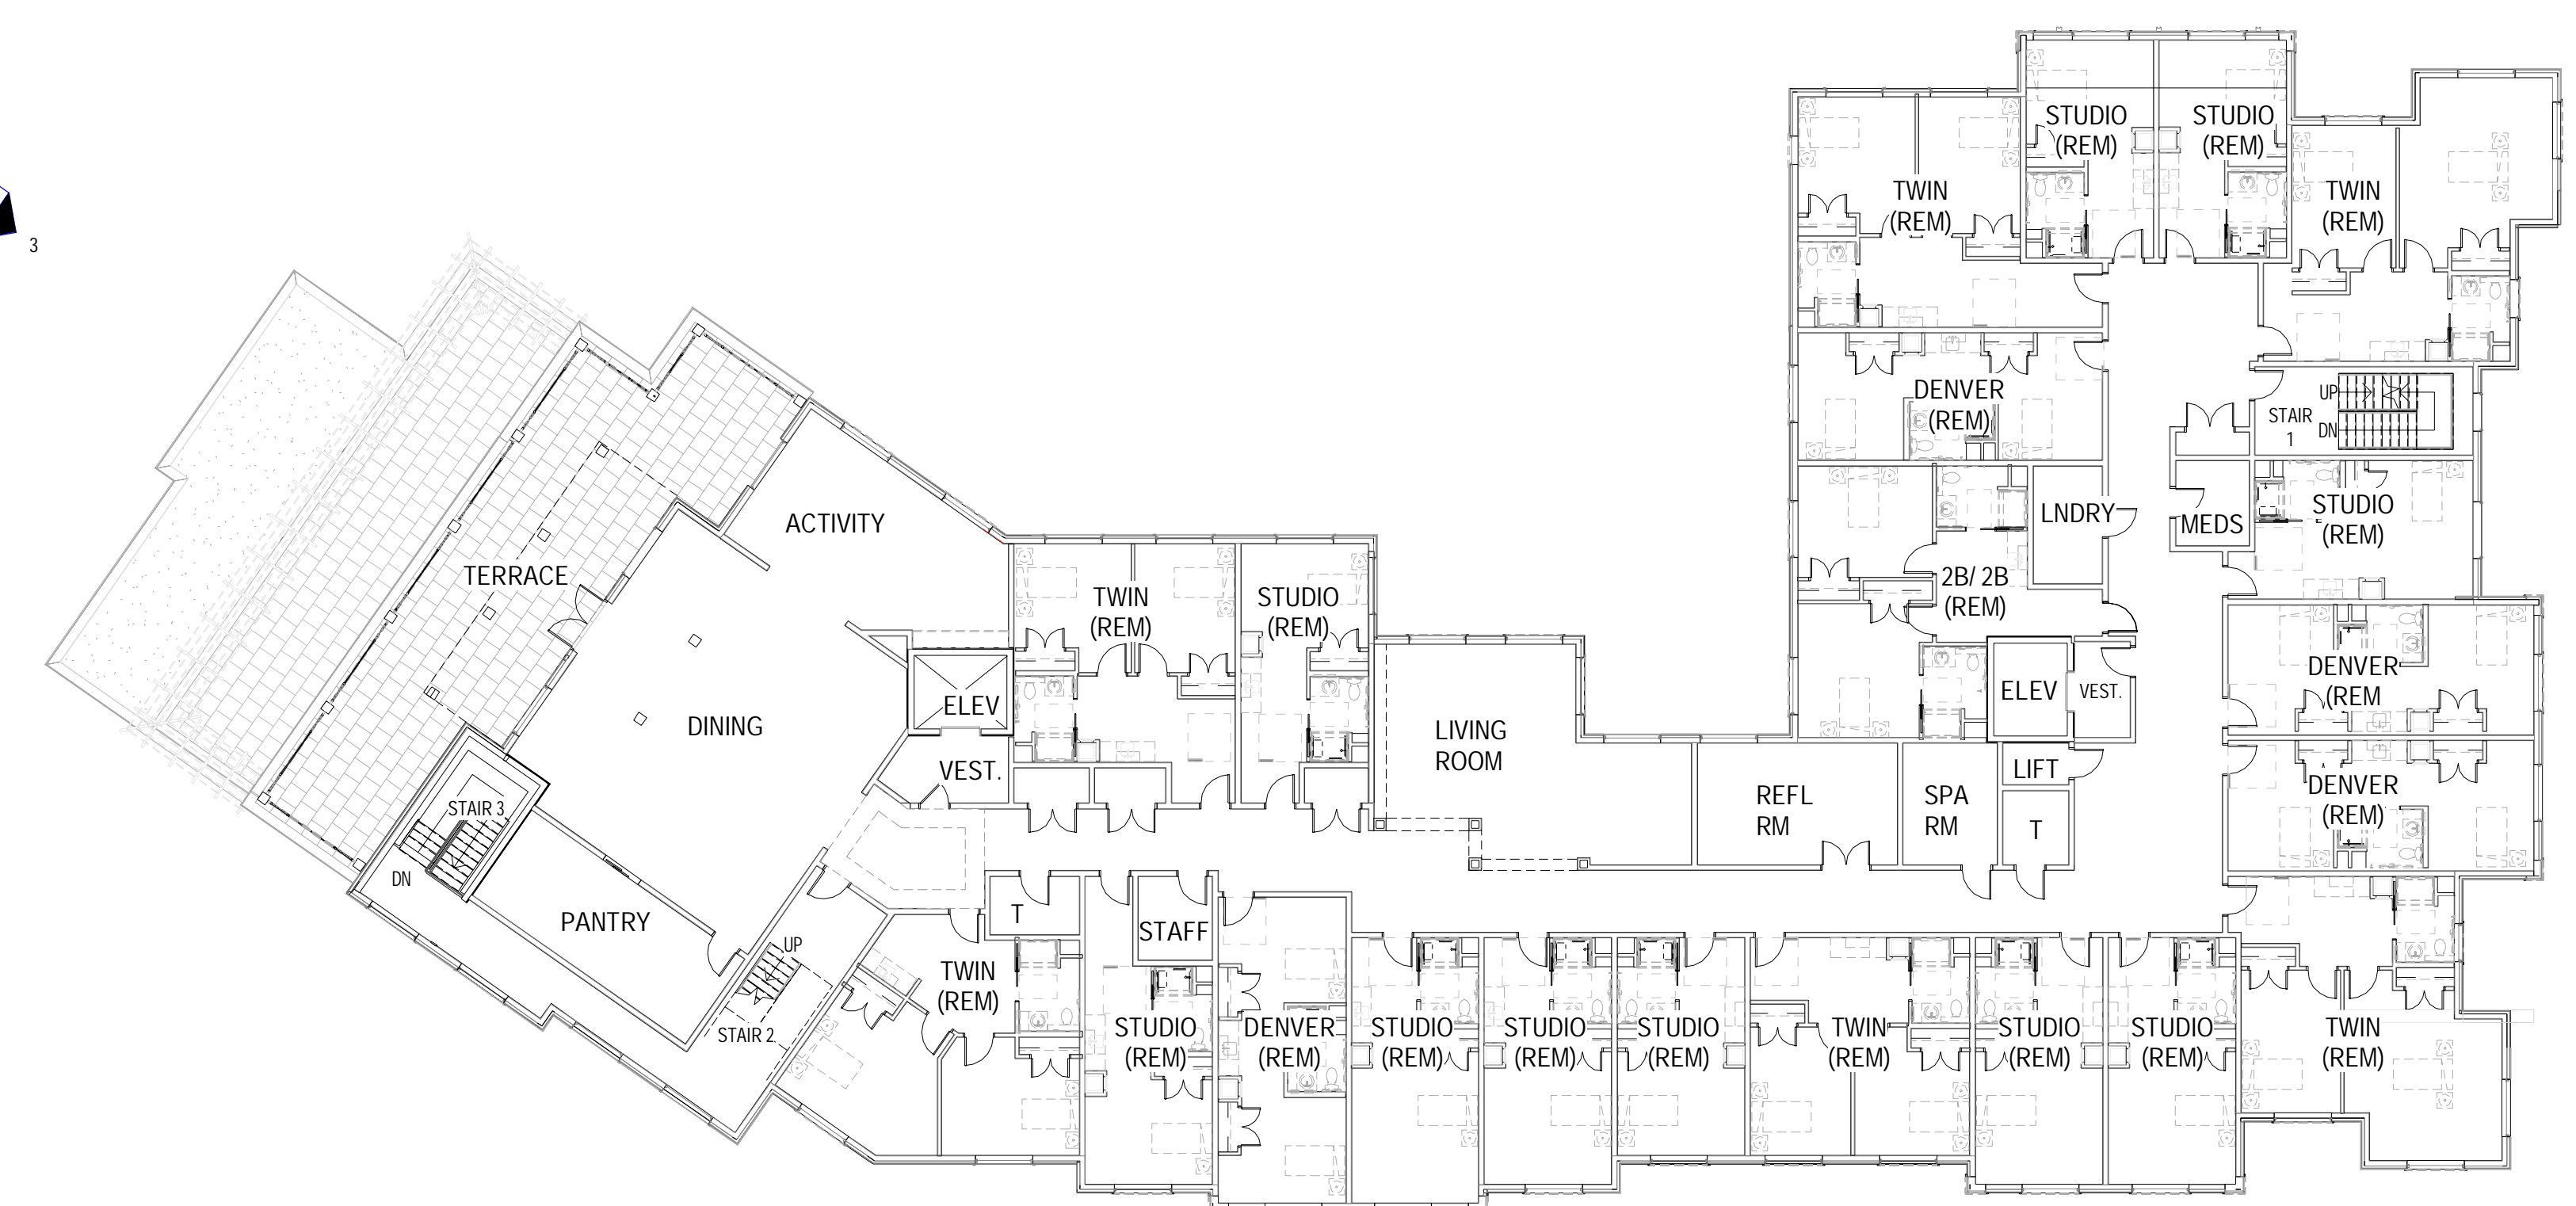 3
STUDIO
(REM)
STUDIO
(REM)
TWIN
(REM)
TWIN
(REM)
DENVER
(REM)
UP
STAIR
1
DN
LNDRY
MEDS
STUDIO
(REM)
ACTIVITY
TERRACE
TWIN
(REM)
STUDIO
(REM)
2B/ 2B
(REM)
DENVER
(REM
ELEV
VEST.
ELEV
DINING
LIVING
ROOM
VEST.
LIFT
REFL
RM
SPA
RM
T
DENVER
(REM)
STAIR 3
DN
PANTRY
UP
STAIR 2
T
STAFF
TWIN
(REM)
STUDIO
(REM)
DENVER
(REM)
STUDIO
(REM)
STUDIO
(REM)
STUDIO
(REM)
TWIN
(REM)
STUDIO
(REM)
STUDIO
(REM)
TWIN
(REM)